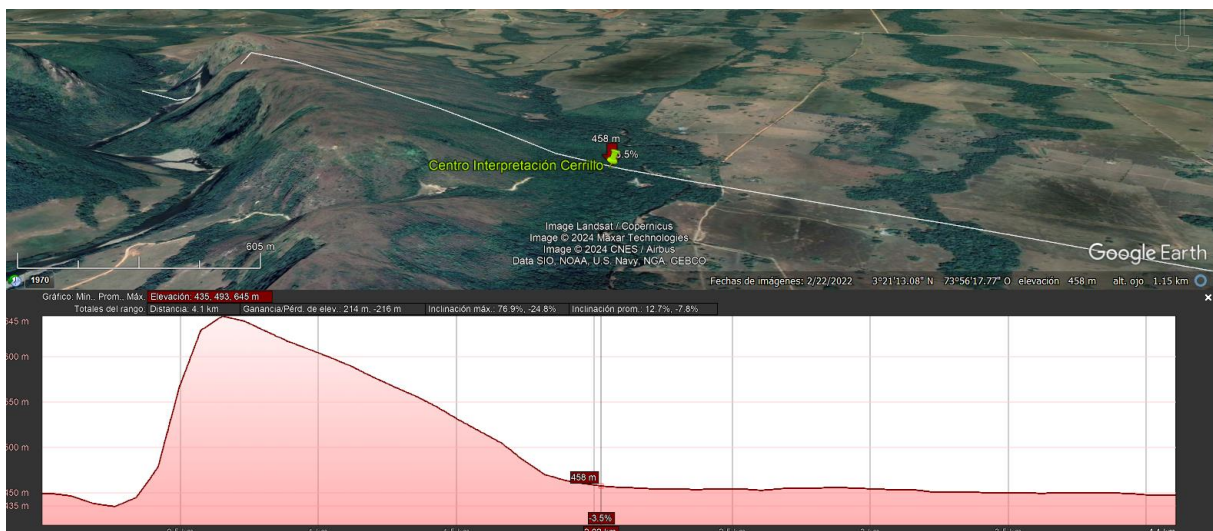 458 m
3.5%
Centro Interpretación Cerrillo
605 m
Image Landsat / Copernicus
Image © 2024 Maxar Technologies
Image © 2024 CNES / Airbus
Data SIO, NOAA, U.S. Navy, NGA, GEBCO
Google Earth
1970
Fechas de imágenes: 2/22/2022 3°21'13.08" N 73°56'17.77" O elevación 458 m alt. ojo 1.15 km
Gráfico: Mín., Prom., Máx. Elevación: 435, 493, 645 m
Totales del rango: Distancia: 4.1 km Ganancia/Pérd. de elev.: 214 m, -216 m Inclinación máx.: 76.9%, -24.8% Inclinación prom.: 12.7%, -7.8%
645 m
600 m
550 m
500 m
458 m
450 m
435 m
-3.5%